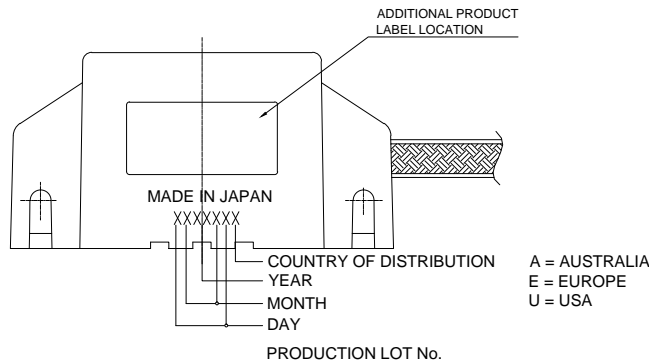 ADDITIONAL PRODUCT
LABEL LOCATION
MADE IN JAPAN
XXXXXXX
COUNTRY OF DISTRIBUTION
YEAR
MONTH
DAY
A = AUSTRALIA
E = EUROPE
U = USA
PRODUCTION LOT No.